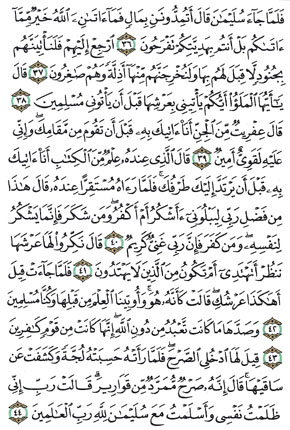 فَلَمَّا جَآءَ سُلَيْمَٰنَ قَالَ أَتُمِدُّونَنِ بِمَالٍ فَمَآ ءَاتَىٰنِۦَ ٱللَّهُ خَيْرٌ مِّمَّآ
ءَاتَىٰكُم بَلْ أَنتُم بِهَدِيَّتِكُمْ تَفْرَحُونَ ٣٦ ٱرْجِعْ إِلَيْهِمْ فَلَنَأْتِيَنَّهُم
بِجُنُودٍ لَّا قِبَلَ لَهُم بِهَا وَلَنُخْرِجَنَّهُم مِّنْهَآ أَذِلَّةً وَهُمْ صَٰغِرُونَ ٣٧ قَالَ
يَٰٓأَيُّهَا ٱلْمَلَؤُا۟ أَيُّكُمْ يَأْتِينِى بِعَرْشِهَا قَبْلَ أَن يَأْتُونِى مُسْلِمِينَ ٣٨
قَالَ عِفْرِيتٌ مِّنَ ٱلْجِنِّ أَنَا۠ ءَاتِيكَ بِهِۦ قَبْلَ أَن تَقُومَ مِن مَّقَامِكَ وَإِنِّى
عَلَيْهِ لَقَوِىٌّ أَمِينٌ ٣٩ قَالَ ٱلَّذِى عِندَهُۥ عِلْمٌ مِّنَ ٱلْكِتَٰبِ أَنَا۠ ءَاتِيكَ
بِهِۦ قَبْلَ أَن يَرْتَدَّ إِلَيْكَ طَرْفُكَ فَلَمَّا رَءَاهُ مُسْتَقِرًّا عِندَهُۥ قَالَ هَٰذَا
مِن فَضْلِ رَبِّى لِيَبْلُوَنِىٓ ءَأَشْكُرُ أَمْ أَكْفُرُ وَمَن شَكَرَ فَإِنَّمَا يَشْكُرُ
لِنَفْسِهِۦ وَمَن كَفَرَ فَإِنَّ رَبِّى غَنِىٌّ كَرِيمٌ ٤٠ قَالَ نَكِّرُوا۟ لَهَا عَرْشَهَا
نَنظُرْ أَتَهْتَدِىٓ أَمْ تَكُونُ مِنَ ٱلَّذِينَ لَا يَهْتَدُونَ ٤١ فَلَمَّا جَآءَتْ قِيلَ
أَهَٰكَذَا عَرْشُكِ قَالَتْ كَأَنَّهُۥ هُوَ وَأُوتِينَا ٱلْعِلْمَ مِن قَبْلِهَا وَكُنَّا مُسْلِمِينَ
٤٢ وَصَدَّهَا مَا كَانَت تَّعْبُدُ مِن دُونِ ٱللَّهِ إِنَّهَا كَانَتْ مِن قَوْمٍ كَٰفِرِينَ
٤٣ قِيلَ لَهَا ٱدْخُلِى ٱلصَّرْحَ فَلَمَّا رَأَتْهُ حَسِبَتْهُ لُجَّةً وَكَشَفَتْ عَن
سَاقَيْهَا قَالَ إِنَّهُۥ صَرْحٌ مُّمَرَّدٌ مِّن قَوَارِيرَ قَالَتْ رَبِّ إِنِّى
ظَلَمْتُ نَفْسِى وَأَسْلَمْتُ مَعَ سُلَيْمَٰنَ لِلَّهِ رَبِّ ٱلْعَٰلَمِينَ ٤٤